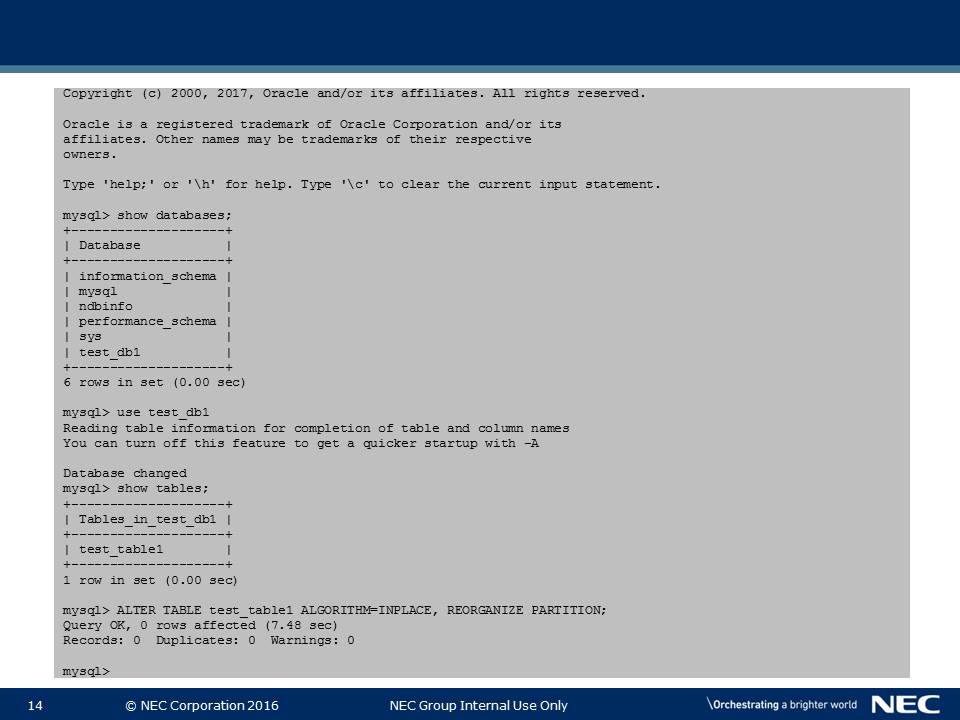 Copyright (c) 2000, 2017, Oracle and/or its affiliates. All rights reserved.
Oracle is a registered trademark of Oracle Corporation and/or its
affiliates. Other names may be trademarks of their respective
owners.
Type 'help;' or '\h' for help. Type '\c' to clear the current input statement.
mysql> show databases;
+--------------------+
| Database           |
+--------------------+
| information_schema |
| mysql              |
| ndbinfo            |
| performance_schema |
| sys                |
| test_db1           |
+--------------------+
6 rows in set (0.00 sec)
mysql> use test_db1
Reading table information for completion of table and column names
You can turn off this feature to get a quicker startup with -A
Database changed
mysql> show tables;
+--------------------+
| Tables_in_test_db1 |
+--------------------+
| test_table1        |
+--------------------+
1 row in set (0.00 sec)
mysql> ALTER TABLE test_table1 ALGORITHM=INPLACE, REORGANIZE PARTITION;
Query OK, 0 rows affected (7.48 sec)
Records: 0  Duplicates: 0  Warnings: 0
mysql>
14 © NEC Corporation 2016 NEC Group Internal Use Only \Orchestrating a brighter world NEC